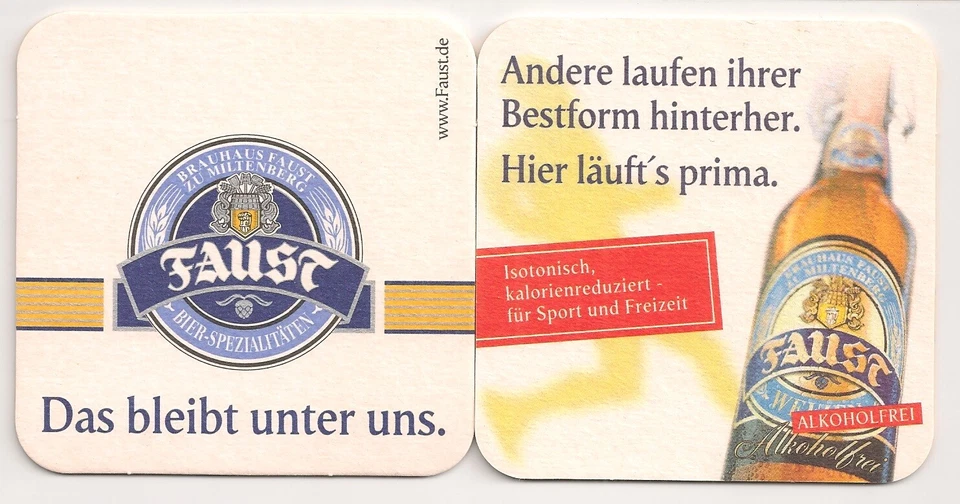 www.Faust.de
BRAUHAUS FAUST
ZU MILTENBERG
FAUST
BIER-SPEZIALITÄTEN
Das bleibt unter uns.
Andere laufen ihrer
Bestform hinterher.
Hier läuft´s prima.
Isotonisch,
kalorienreduziert -
für Sport und Freizeit
BRAUHAUS FAUST
ZU MILTENBERG
FAUST
WEIZEN
ALKOHOLFREI
Alkoholfrei